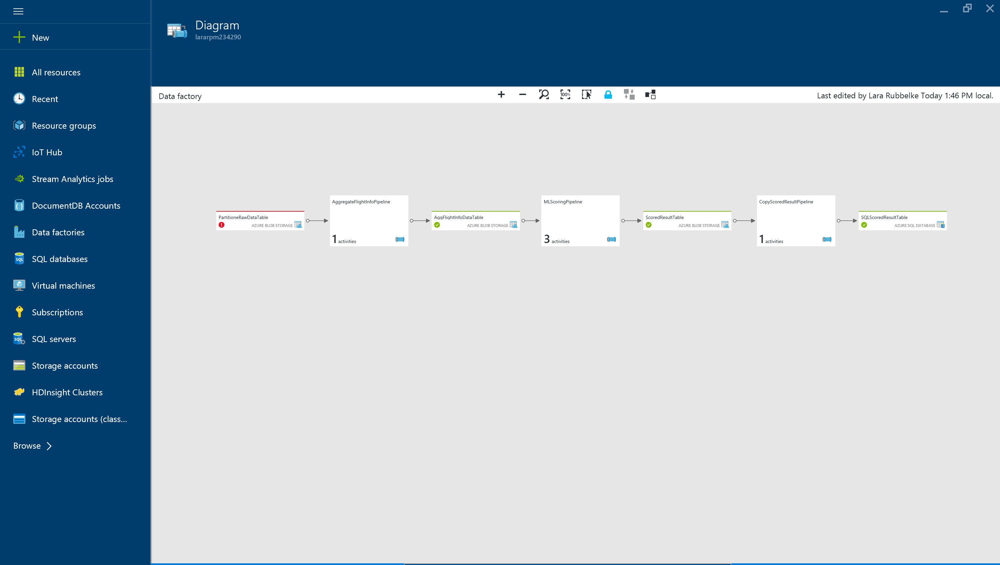 New
All resources
Recent
Resource groups
IoT Hub
Stream Analytics jobs
DocumentDB Accounts
Data factories
SQL
SQL databases
Virtual machines
Subscriptions
SQL
SQL servers
Storage accounts
HDInsight Clusters
Storage accounts (class...
Browse
Diagram
lararpm234290
Data factory
100%
Last edited by Lara Rubbelke Today 1:46 PM local.
PartitioneRawDataTable
AZURE BLOB STORAGE
AggregateFlightInfoPipeline
1 activities
AggFlightInfoDataTable
AZURE BLOB STORAGE
MLScoringPipeline
3 activities
ScoredResultTable
AZURE BLOB STORAGE
CopyScoredResultPipeline
1 activities
SQLScoredResultTable
AZURE SQL DATABASE